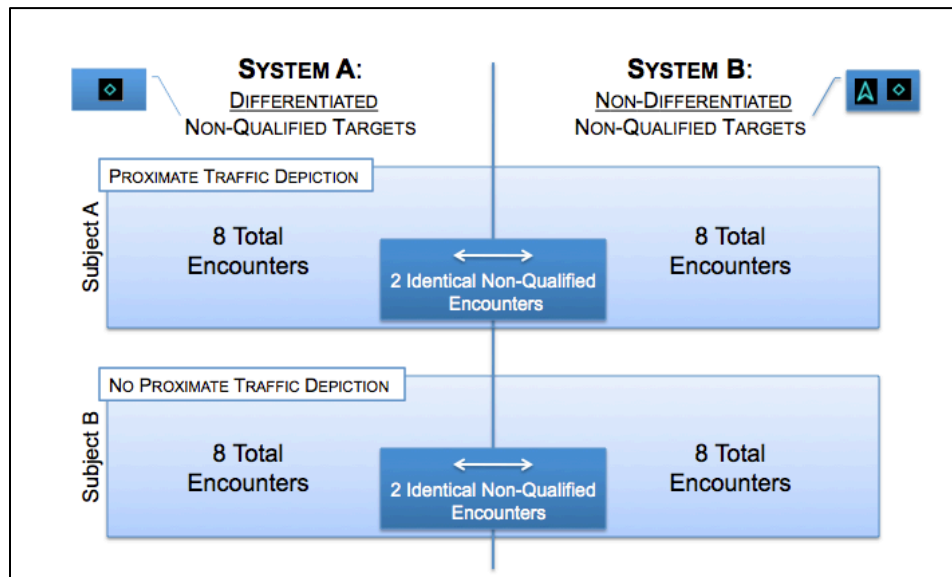 SYSTEM A:
DIFFERENTIATED
NON-QUALIFIED TARGETS
SYSTEM B:
NON-DIFFERENTIATED
NON-QUALIFIED TARGETS
PROXIMATE TRAFFIC DEPICTION
Subject A
8 Total
Encounters
2 Identical Non-Qualified
Encounters
8 Total
Encounters
NO PROXIMATE TRAFFIC DEPICTION
Subject B
8 Total
Encounters
2 Identical Non-Qualified
Encounters
8 Total
Encounters